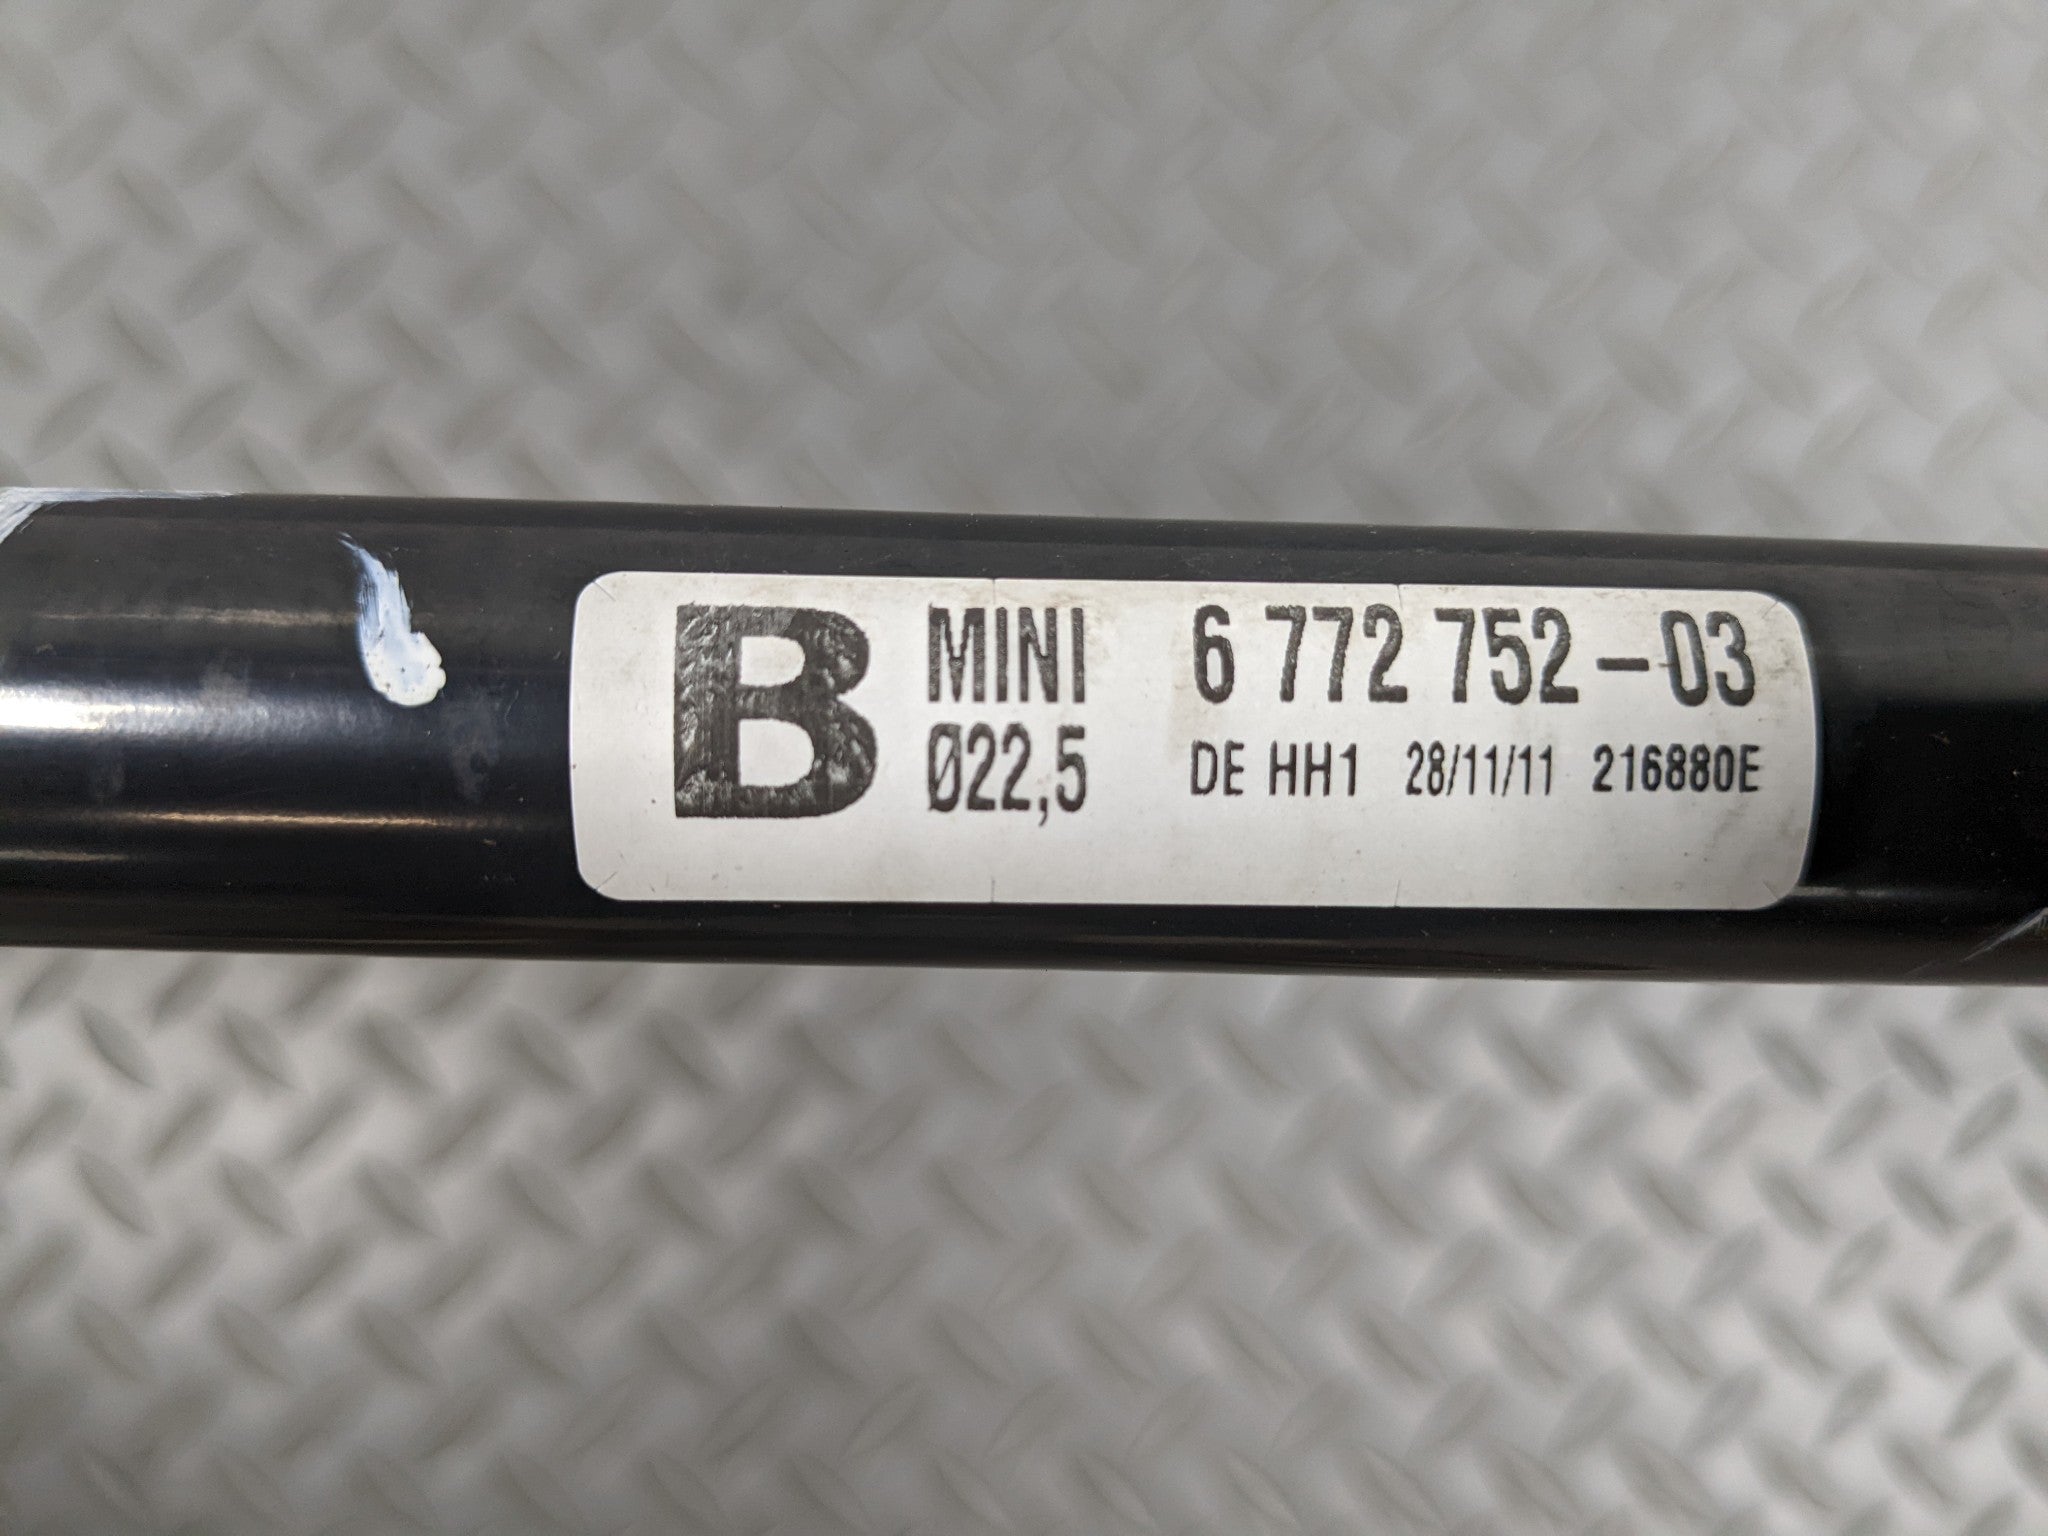 B MINI 6 772 752-03
Ø22,5 DE HH1 28/11/11 216880E